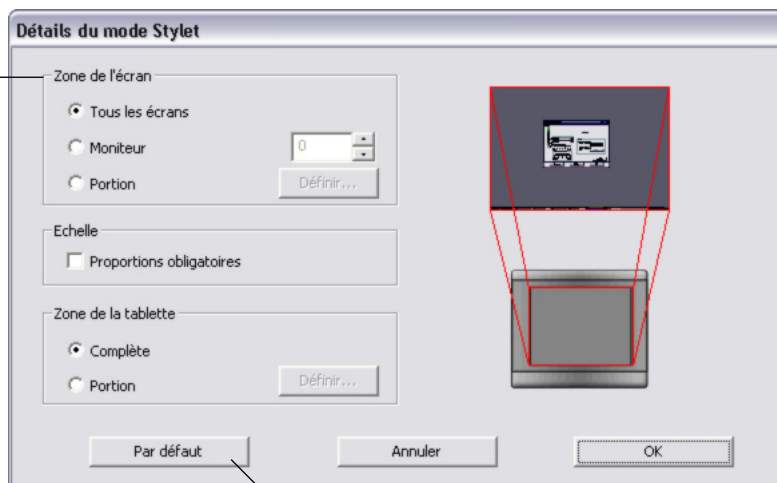 Détails du mode Stylet
Zone de l'écran
Tous les écrans
Moniteur
0
Portion
Définir...
Echelle
Proportions obligatoires
Zone de la tablette
Complète
Portion
Définir...
Par défaut
Annuler
OK